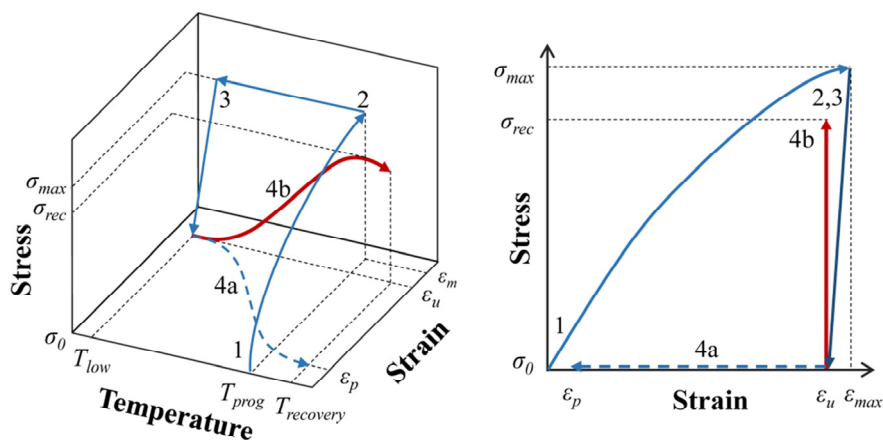 3
2
σmax
σrec
4b
Stress
4a
εm
εu
σ0
1
Strain
Tlow
εp
Tprog
Trecovery
Temperature
σmax
2,3
σrec
4b
Stress
1
4a
σ0
εp
Strain
εu
εmax